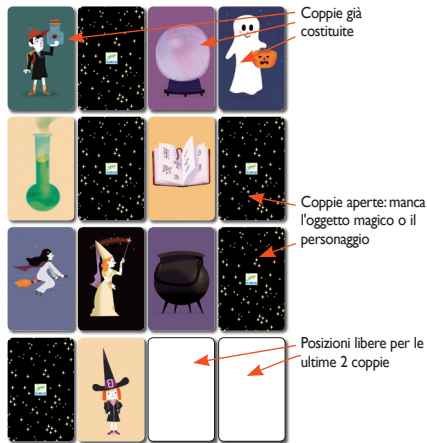 Coppie già
costituite
Coppie aperte: manca
l'oggetto magico o il
personaggio
Posizioni libere per le
ultime 2 coppie